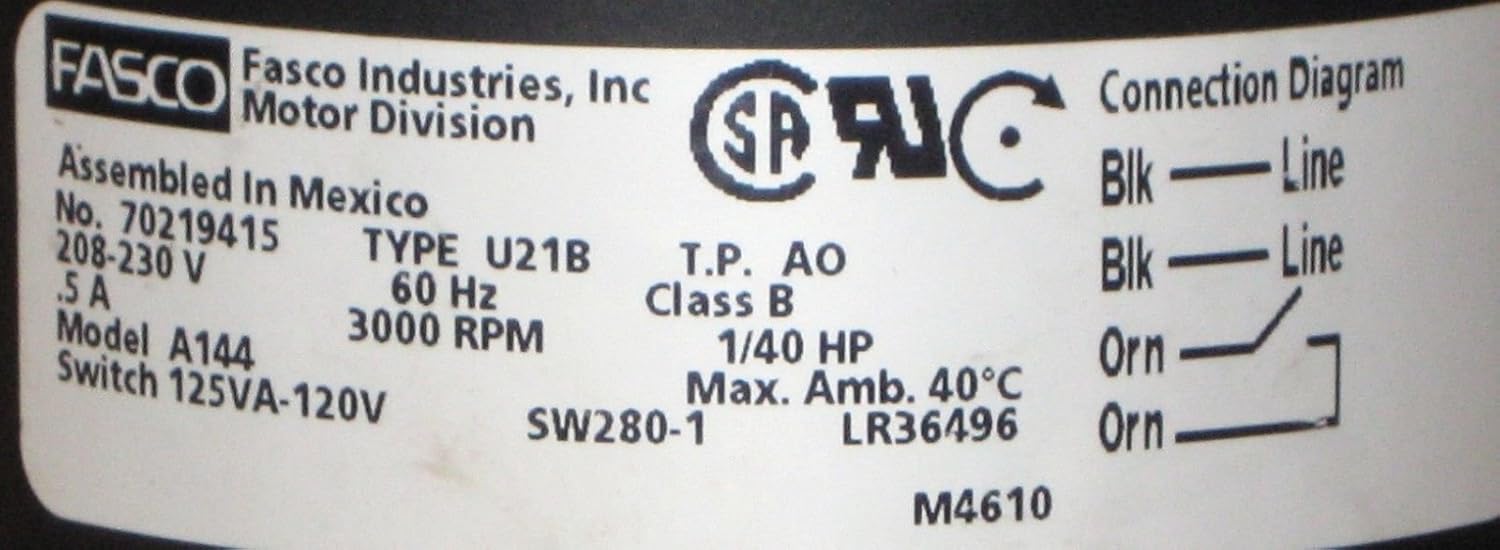 FASCO
Fasco Industries, Inc
Motor Division
Assembled In Mexico
No. 70219415 TYPE U21B T.P. AO
208-230 V 60 Hz Class B
.5 A 3000 RPM 1/40 HP
Model A144 Max. Amb. 40°C
Switch 125VA-120V SW280-1 LR36496
M4610
SA RU C
Connection Diagram
Blk Line
Blk Line
Orn
Orn